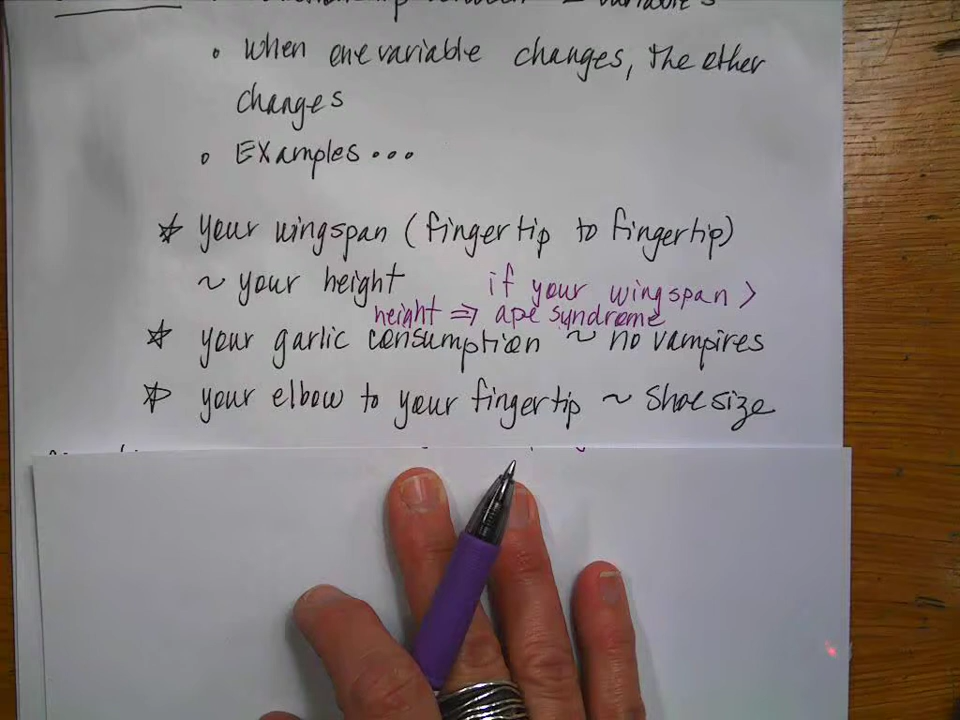 variables
• when one variable changes, the other
changes
• Examples...
☆ your wingspan (fingertip to fingertip)
~ your height if your wingspan >
height ⇒ ape syndrome
☆ your garlic consumption ~ no vampires
☆ your elbow to your fingertip ~ shoe size